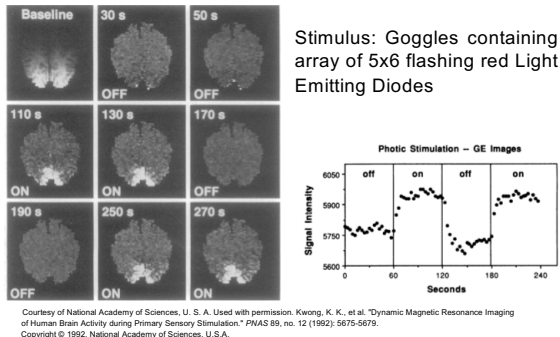 Baseline 30 s 50 s
OFF OFF
110 s 130 s 170 s
ON ON OFF
190 s 250 s 270 s
OFF ON ON
Stimulus: Goggles containing
array of 5x6 flashing red Light
Emitting Diodes
Photic Stimulation -- GE Images
off on off on
6050
5900
5750
5600
Signal Intensity
0 60 120 180 240
Seconds
Courtesy of National Academy of Sciences, U. S. A. Used with permission. Kwong, K. K., et al. "Dynamic Magnetic Resonance Imaging
of Human Brain Activity during Primary Sensory Stimulation." PNAS 89, no. 12 (1992): 5675-5679.
Copyright © 1992. National Academy of Sciences, U.S.A.